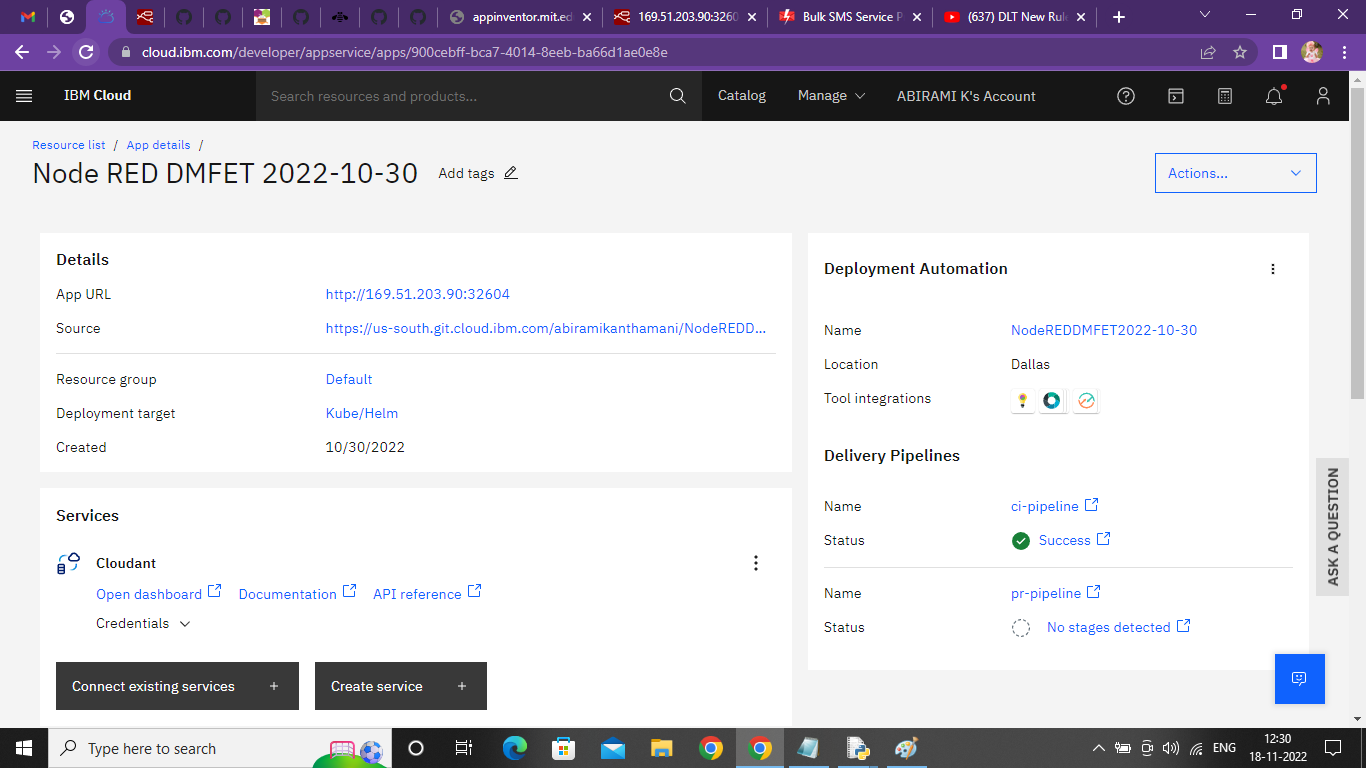 appinventor.mit.ed
169.51.203.90:3260
Bulk SMS Service P
(637) DLT New Rul
cloud.ibm.com/developer/appservice/apps/900cebff-bca7-4014-8eeb-ba66d1ae0e8e
IBM Cloud
Search resources and products...
Catalog
Manage
ABIRAMI K's Account
Resource list / App details /
Node RED DMFET 2022-10-30
Add tags
Actions...
Details
App URL
http://169.51.203.90:32604
Source
https://us-south.git.cloud.ibm.com/abiramikanthamani/NodeREDD...
Resource group
Default
Deployment target
Kube/Helm
Created
10/30/2022
Services
Cloudant
Open dashboard
Documentation
API reference
Credentials
Connect existing services +
Create service +
Deployment Automation
Name
NodeREDDMFET2022-10-30
Location
Dallas
Tool integrations
Delivery Pipelines
Name
ci-pipeline
Status
Success
Name
pr-pipeline
Status
No stages detected
ASK A QUESTION
Type here to search
ENG
12:30
18-11-2022